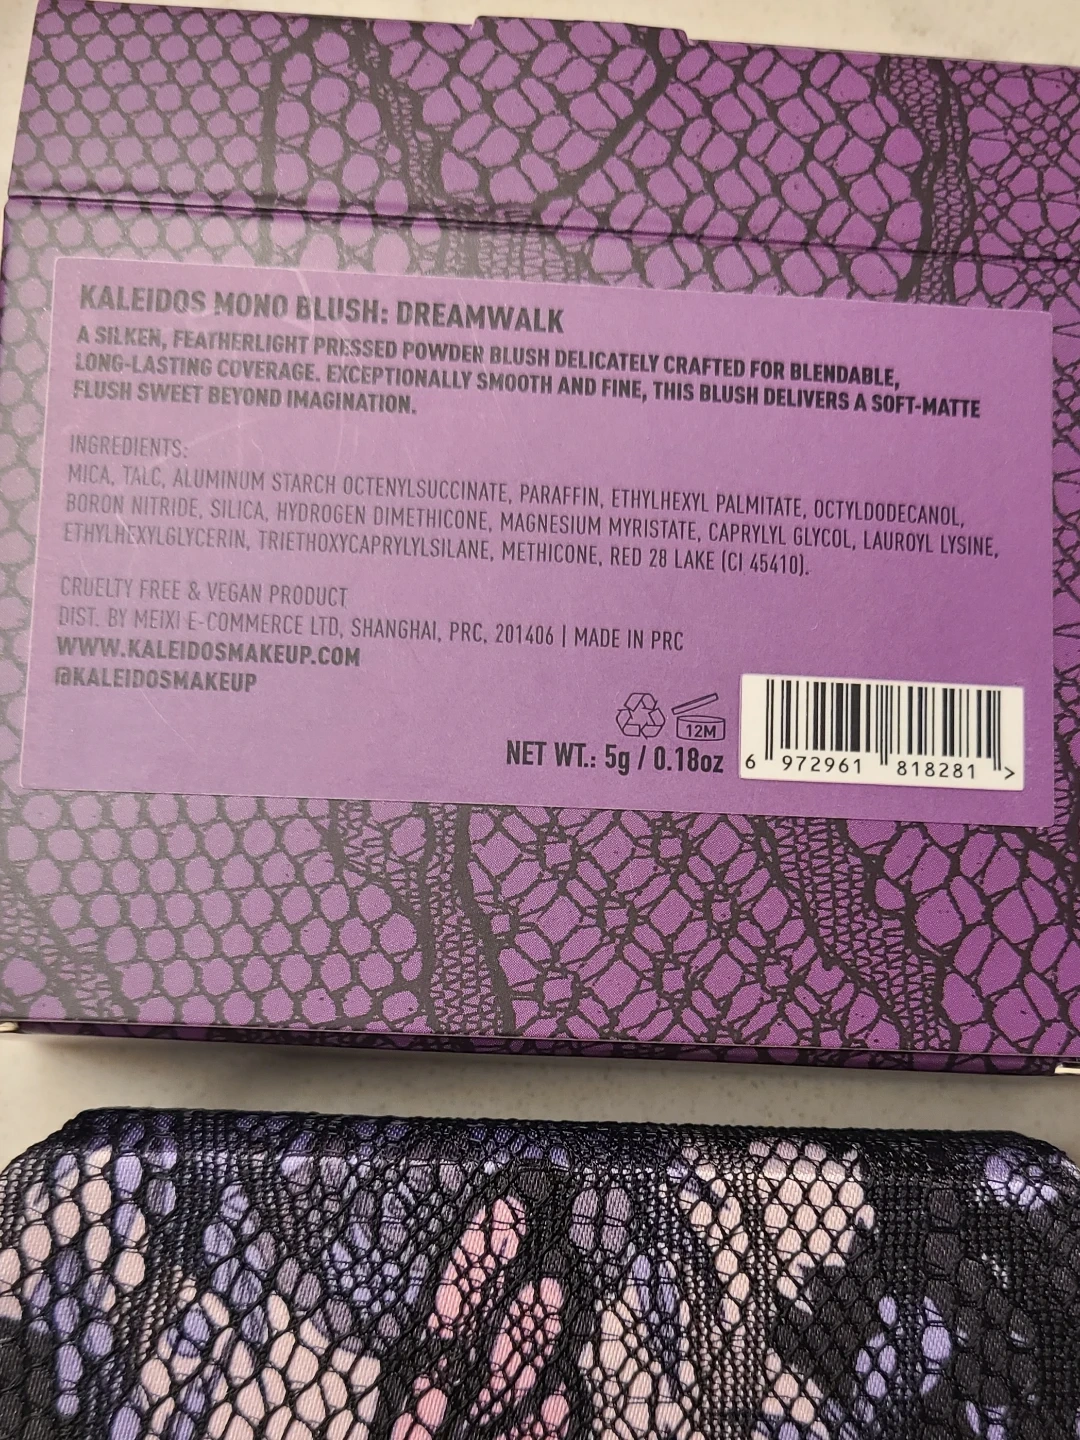 KALEIDOS MONO BLUSH: DREAMWALK
A SILKEN, FEATHERLIGHT PRESSED POWDER BLUSH DELICATELY CRAFTED FOR BLENDABLE,
LONG-LASTING COVERAGE. EXCEPTIONALLY SMOOTH AND FINE, THIS BLUSH DELIVERS A SOFT-MATTE
FLUSH SWEET BEYOND IMAGINATION.
INGREDIENTS:
MICA, TALC, ALUMINUM STARCH OCTENYLSUCCINATE, PARAFFIN, ETHYLHEXYL PALMITATE, OCTYLDODECANOL,
BORON NITRIDE, SILICA, HYDROGEN DIMETHICONE, MAGNESIUM MYRISTATE, CAPRYLYL GLYCOL, LAUROYL LYSINE,
ETHYLHEXYLGLYCERIN, TRIETHOXYCAPRYLYLSILANE, METHICONE, RED 28 LAKE (CI 45410).
CRUELTY FREE & VEGAN PRODUCT
DIST. BY MEIXI E-COMMERCE LTD, SHANGHAI, PRC, 201406 | MADE IN PRC
WWW.KALEIDOSMAKEUP.COM
@KALEIDOSMAKEUP
12M
NET WT.: 5g / 0.18oz
6 972961 818281 >